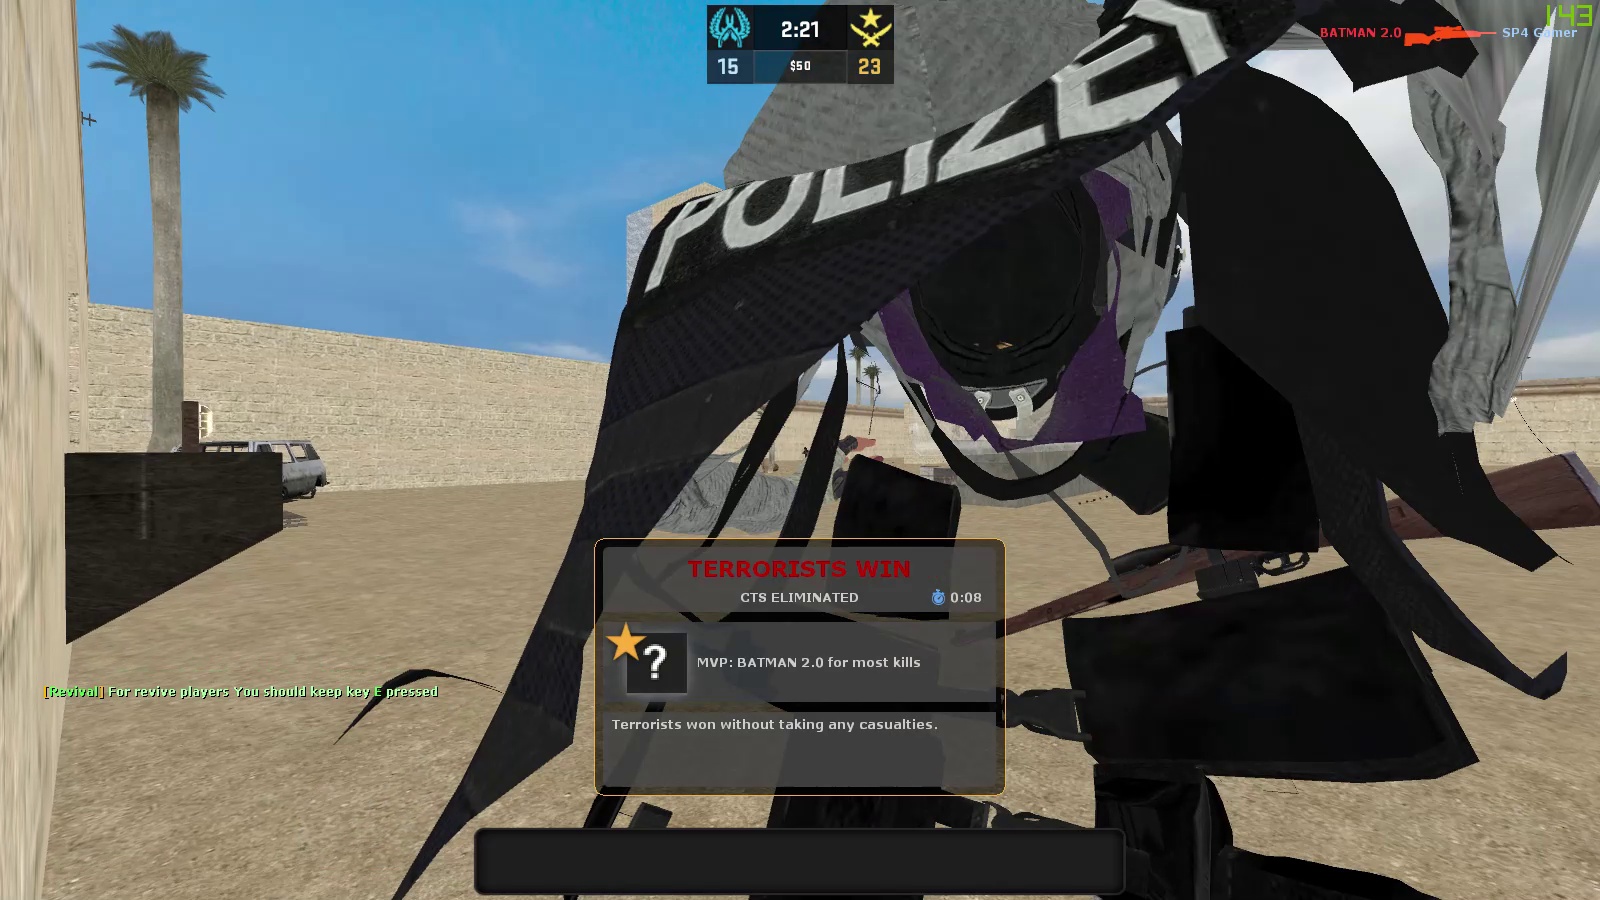 143
2:21
BATMAN 2.0 SP4 Gamer
15 $50 23
POLIZEI
TERRORISTS WIN
CTS ELIMINATED 0:08
?
MVP: BATMAN 2.0 for most kills
[Revival] For revive players You should keep key E pressed
Terrorists won without taking any casualties.